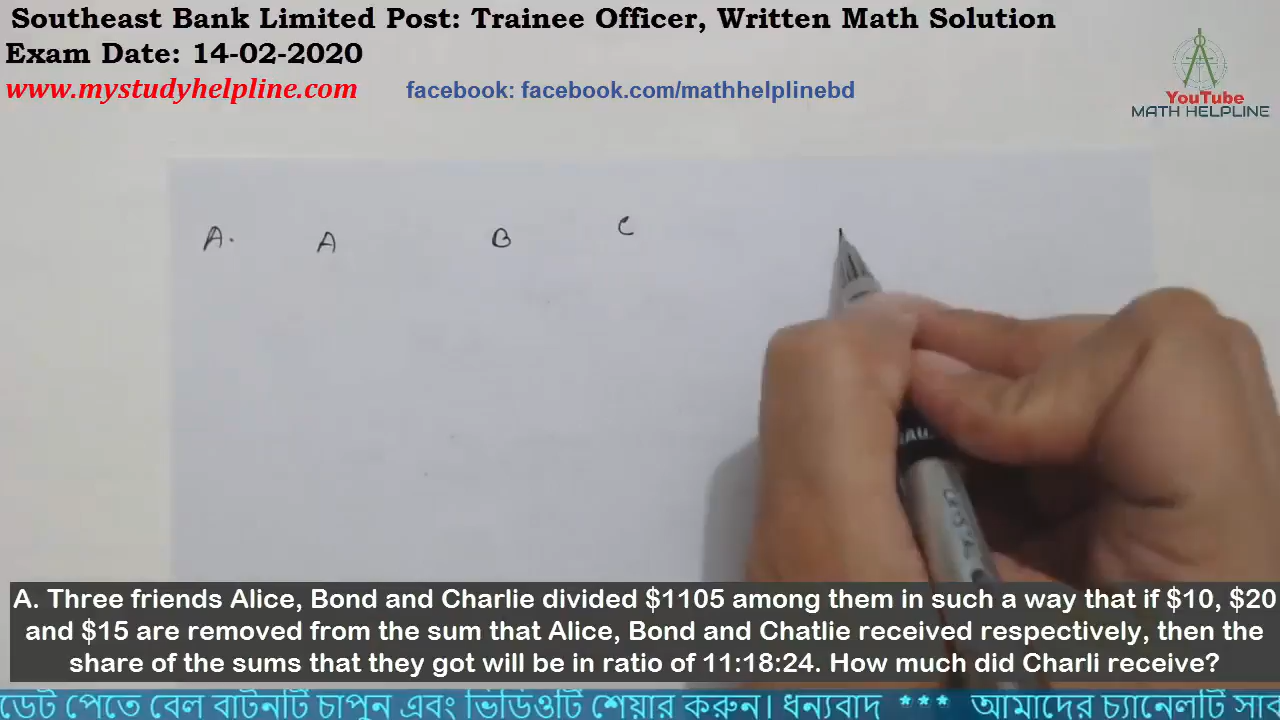 Southeast Bank Limited Post: Trainee Officer, Written Math Solution
Exam Date: 14-02-2020
www.mystudyhelpline.com facebook: facebook.com/mathhelplinebd
YouTube
MATH HELPLINE
A. A B C
A. Three friends Alice, Bond and Charlie divided $1105 among them in such a way that if $10, $20
and $15 are removed from the sum that Alice, Bond and Chatlie received respectively, then the
share of the sums that they got will be in ratio of 11:18:24. How much did Charli receive?
ডেট পেতে বেল বাটনটি চাপুন এবং ভিডিওটি শেয়ার করুন। ধন্যবাদ *** আমাদের চ্যানেলটি সাব